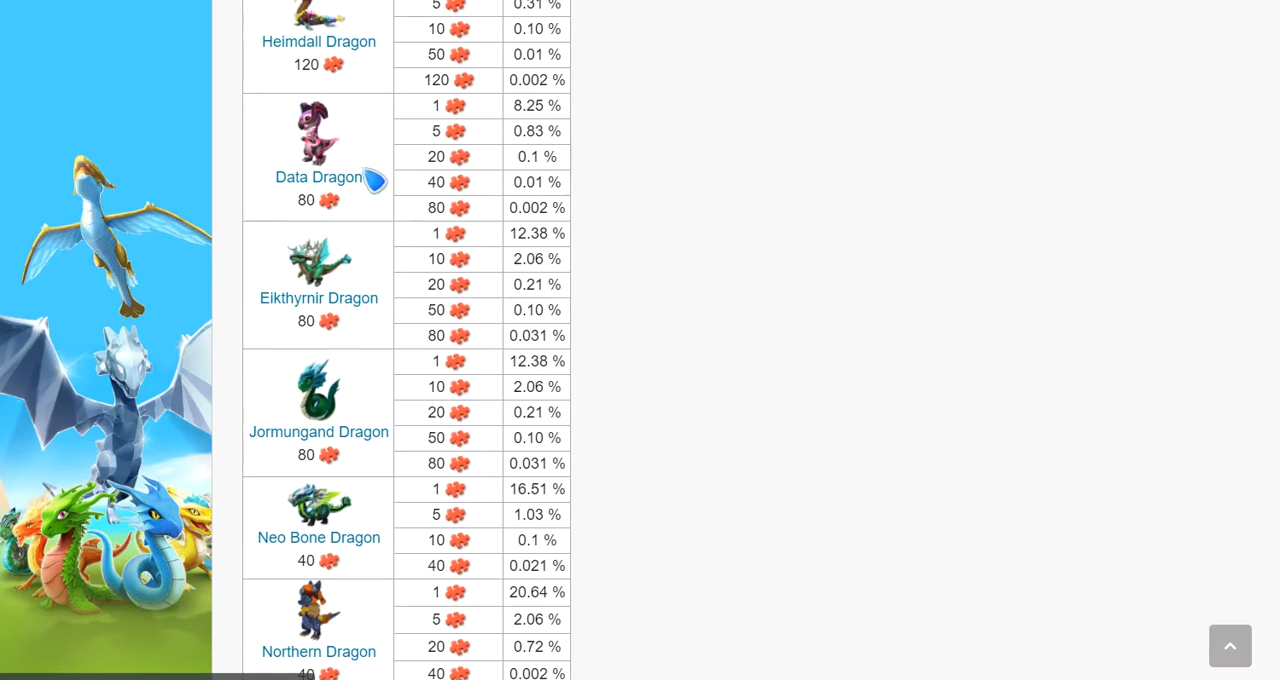 5 0.31 %
Heimdall Dragon
120
10 0.10 %
50 0.01 %
120 0.002 %
Data Dragon
80
1 8.25 %
5 0.83 %
20 0.1 %
40 0.01 %
80 0.002 %
Eikthyrnir Dragon
80
1 12.38 %
10 2.06 %
20 0.21 %
50 0.10 %
80 0.031 %
Jormungand Dragon
80
1 12.38 %
10 2.06 %
20 0.21 %
50 0.10 %
80 0.031 %
Neo Bone Dragon
40
1 16.51 %
5 1.03 %
10 0.1 %
40 0.021 %
Northern Dragon
40
1 20.64 %
5 2.06 %
20 0.72 %
40 0.002 %